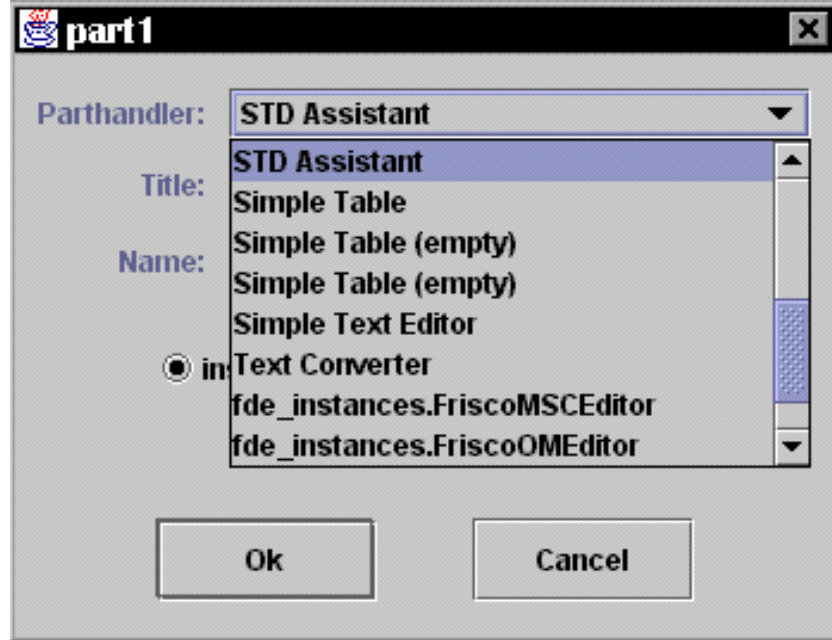 part1
Parthandler: STD Assistant
STD Assistant
Title:
Simple Table
Simple Table (empty)
Name:
Simple Table (empty)
Simple Text Editor
Text Converter
fde_instances.FriscoMSCEditor
fde_instances.FriscoOMEditor
Ok Cancel